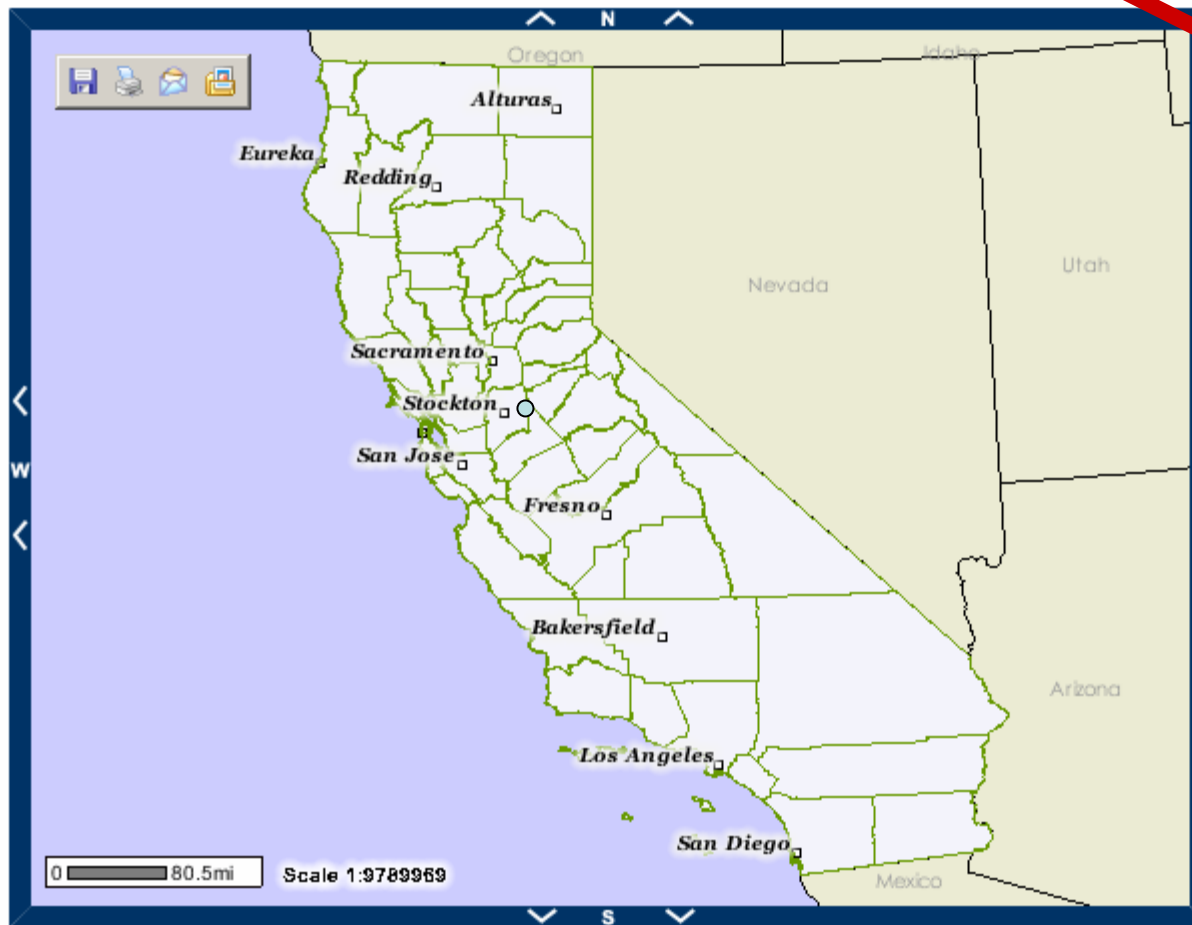 N
Oregon
Idaho
Alturas
Eureka
Redding
Utah
Nevada
Sacramento
Stockton
San Jose
W
Fresno
Bakersfield
Arizona
Los Angeles
San Diego
0 80.5mi
Scale 1:9789969
Mexico
S